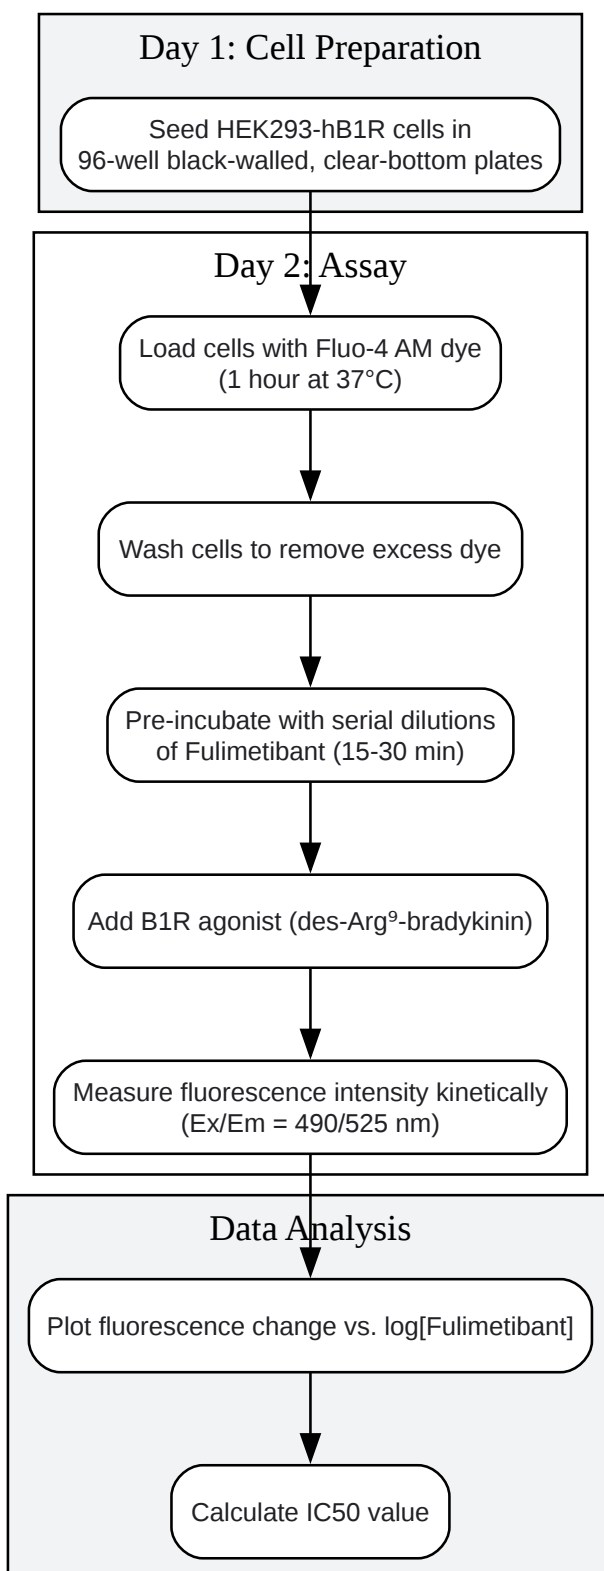 Day 1: Cell Preparation
Seed HEK293-hB1R cells in
96-well black-walled, clear-bottom plates
Day 2: Assay
Load cells with Fluo-4 AM dye
(1 hour at 37°C)
Wash cells to remove excess dye
Pre-incubate with serial dilutions
of Fulimetibant (15-30 min)
Add B1R agonist (des-Arg⁹-bradykinin)
Measure fluorescence intensity kinetically
(Ex/Em = 490/525 nm)
Data Analysis
Plot fluorescence change vs. log[Fulimetibant]
Calculate IC50 value